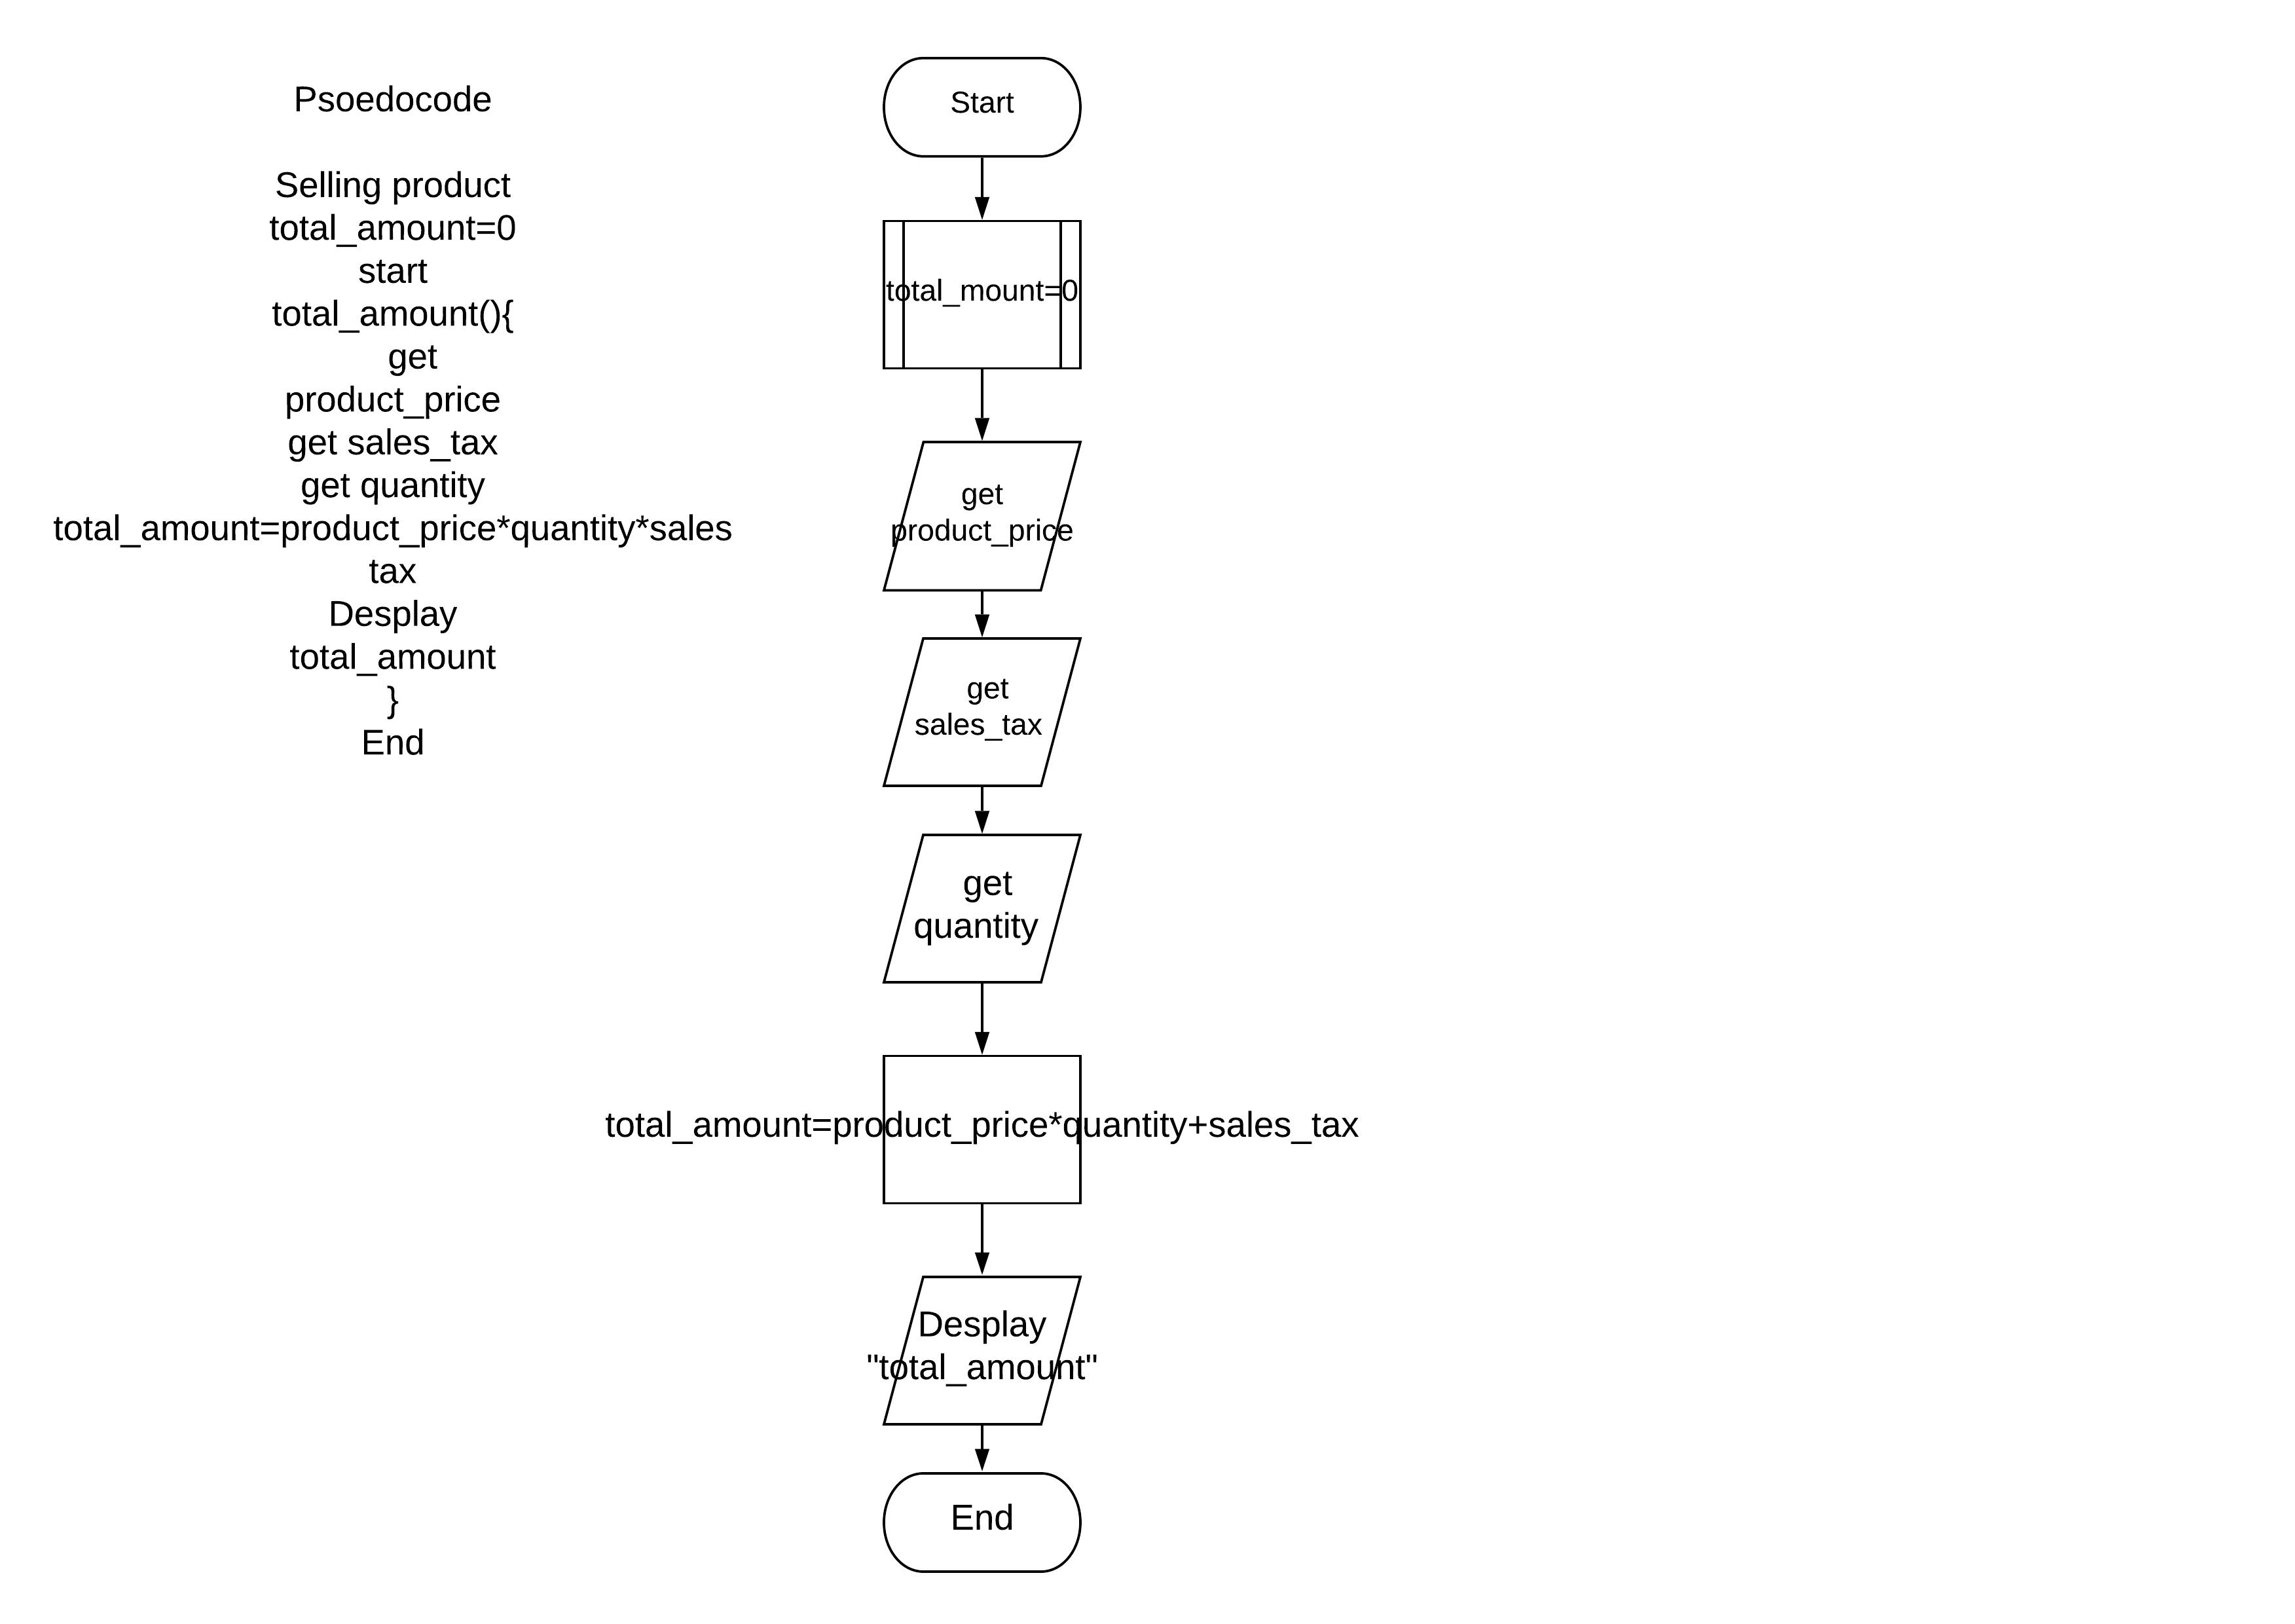 Psoedocode
Selling product
total_amount=0
start
total_amount(){
get
product_price
get sales_tax
get quantity
total_amount=product_price*quantity*sales
tax
Desplay
total_amount
}
End
Start
total_mount=0
get
product_price
get
sales_tax
get
quantity
total_amount=product_price*quantity+sales_tax
Desplay
"total_amount"
End